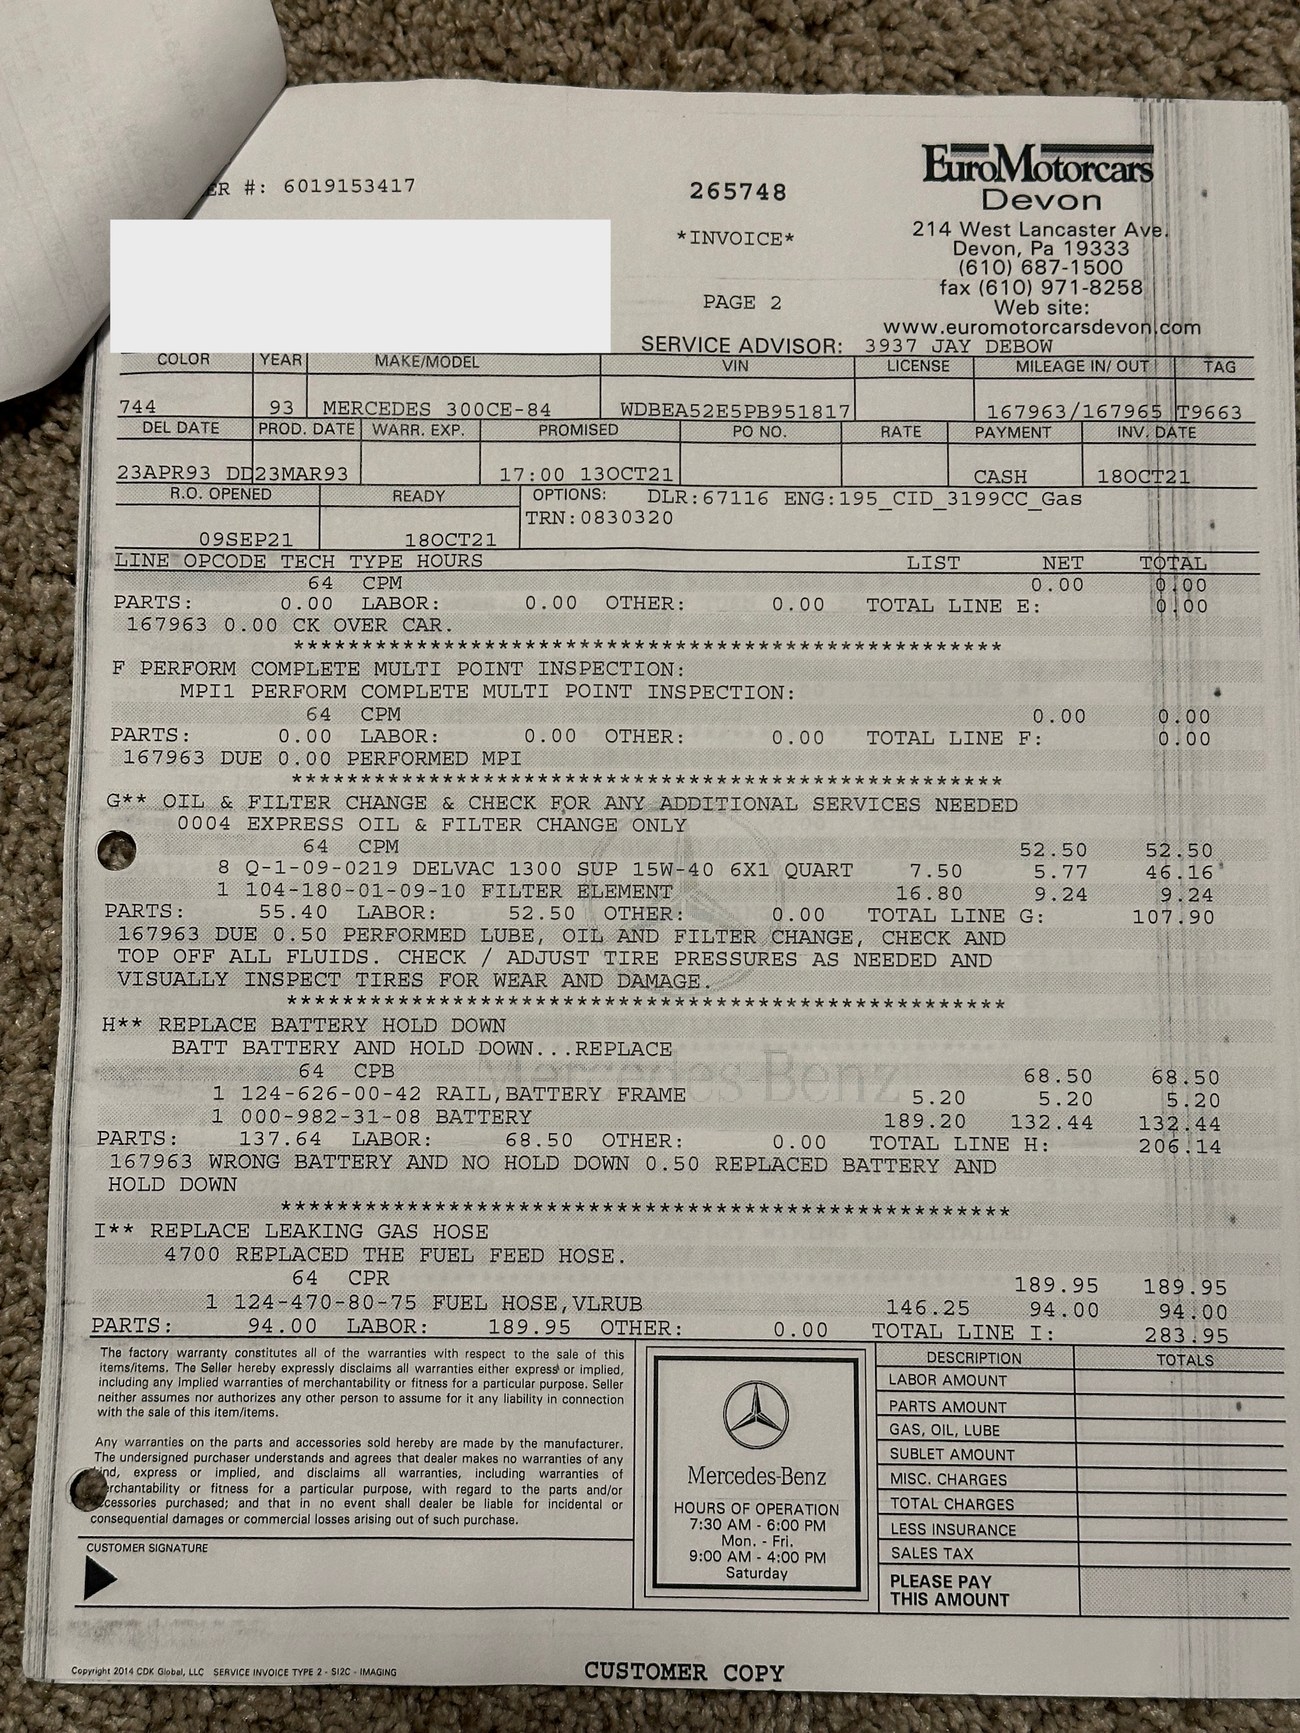 ER #: 6019153417
265748
*INVOICE*
PAGE 2
EuroMotorcars
Devon
214 West Lancaster Ave.
Devon, Pa 19333
(610) 687-1500
fax (610) 971-8258
Web site:
www.euromotorcarsdevon.com
SERVICE ADVISOR: 3937 JAY DEBOW
COLOR YEAR MAKE/MODEL VIN LICENSE MILEAGE IN/ OUT TAG
744 93 MERCEDES 300CE-84 WDBEA52E5PB951817 167963/167965 T9663
DEL DATE PROD. DATE WARR. EXP. PROMISED PO NO. RATE PAYMENT INV. DATE
23APR93 DD 23MAR93 17:00 13OCT21 CASH 18OCT21
R.O. OPENED READY OPTIONS: DLR:67116 ENG:195_CID_3199CC_Gas
TRN:0830320
09SEP21 18OCT21
LINE OPCODE TECH TYPE HOURS LIST NET TOTAL
64 CPM 0.00 0.00
PARTS: 0.00 LABOR: 0.00 OTHER: 0.00 TOTAL LINE E: 0.00
167963 0.00 CK OVER CAR.
****************************************************
F PERFORM COMPLETE MULTI POINT INSPECTION:
MPI1 PERFORM COMPLETE MULTI POINT INSPECTION:
64 CPM 0.00 0.00
PARTS: 0.00 LABOR: 0.00 OTHER: 0.00 TOTAL LINE F: 0.00
167963 DUE 0.00 PERFORMED MPI
****************************************************
G** OIL & FILTER CHANGE & CHECK FOR ANY ADDITIONAL SERVICES NEEDED
0004 EXPRESS OIL & FILTER CHANGE ONLY
64 CPM 52.50 52.50
8 Q-1-09-0219 DELVAC 1300 SUP 15W-40 6X1 QUART 7.50 5.77 46.16
1 104-180-01-09-10 FILTER ELEMENT 16.80 9.24 9.24
PARTS: 55.40 LABOR: 52.50 OTHER: 0.00 TOTAL LINE G: 107.90
167963 DUE 0.50 PERFORMED LUBE, OIL AND FILTER CHANGE, CHECK AND
TOP OFF ALL FLUIDS. CHECK / ADJUST TIRE PRESSURES AS NEEDED AND
VISUALLY INSPECT TIRES FOR WEAR AND DAMAGE.
****************************************************
H** REPLACE BATTERY HOLD DOWN
BATT BATTERY AND HOLD DOWN...REPLACE
64 CPB 68.50 68.50
Mercedes-Benz
1 124-626-00-42 RAIL,BATTERY FRAME 5.20 5.20 5.20
1 000-982-31-08 BATTERY 189.20 132.44 132.44
PARTS: 137.64 LABOR: 68.50 OTHER: 0.00 TOTAL LINE H: 206.14
167963 WRONG BATTERY AND NO HOLD DOWN 0.50 REPLACED BATTERY AND
HOLD DOWN
****************************************************
I** REPLACE LEAKING GAS HOSE
4700 REPLACED THE FUEL FEED HOSE.
64 CPR 189.95 189.95
1 124-470-80-75 FUEL HOSE,VLRUB 146.25 94.00 94.00
PARTS: 94.00 LABOR: 189.95 OTHER: 0.00 TOTAL LINE I: 283.95
The factory warranty constitutes all of the warranties with respect to the sale of this
items/items. The Seller hereby expressly disclaims all warranties either express or implied,
including any implied warranties of merchantability or fitness for a particular purpose. Seller
neither assumes nor authorizes any other person to assume for it any liability in connection
with the sale of this item/items.
Any warranties on the parts and accessories sold hereby are made by the manufacturer.
The undersigned purchaser understands and agrees that dealer makes no warranties of any
kind, express or implied, and disclaims all warranties, including warranties of
merchantability or fitness for a particular purpose, with regard to the parts and/or
accessories purchased; and that in no event shall dealer be liable for incidental or
consequential damages or commercial losses arising out of such purchase.
CUSTOMER SIGNATURE
Mercedes-Benz
HOURS OF OPERATION
7:30 AM - 6:00 PM
Mon. - Fri.
9:00 AM - 4:00 PM
Saturday
DESCRIPTION TOTALS
LABOR AMOUNT
PARTS AMOUNT
GAS, OIL, LUBE
SUBLET AMOUNT
MISC. CHARGES
TOTAL CHARGES
LESS INSURANCE
SALES TAX
PLEASE PAY
THIS AMOUNT
Copyright 2014 CDK Global, LLC SERVICE INVOICE TYPE 2 - SI2C - IMAGING
CUSTOMER COPY